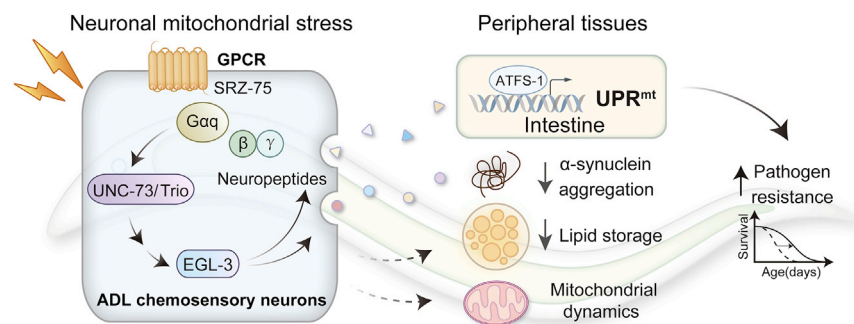 Neuronal mitochondrial stress
GPCR
SRZ-75
Gαq
β γ
UNC-73/Trio
Neuropeptides
EGL-3
ADL chemosensory neurons
Peripheral tissues
ATFS-1
UPRmt
Intestine
α-synuclein
aggregation
Lipid storage
Mitochondrial
dynamics
Pathogen
resistance
Survival
Age(days)